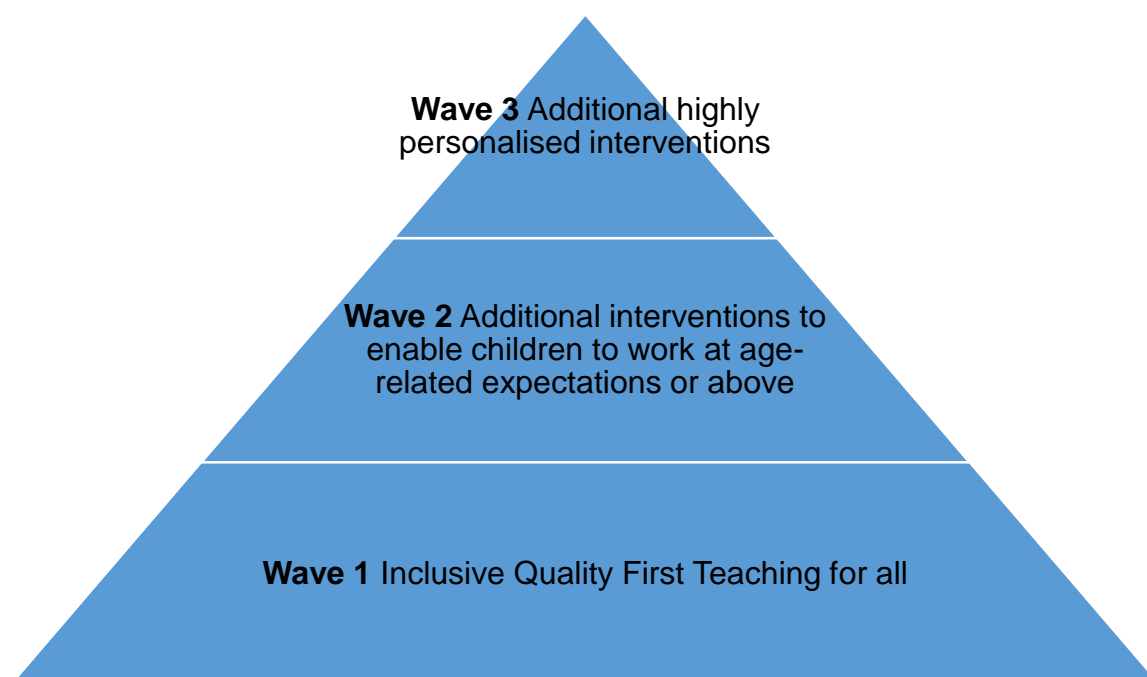 Wave 3 Additional highly
personalised interventions
Wave 2 Additional interventions to
enable children to work at age-
related expectations or above
Wave 1 Inclusive Quality First Teaching for all